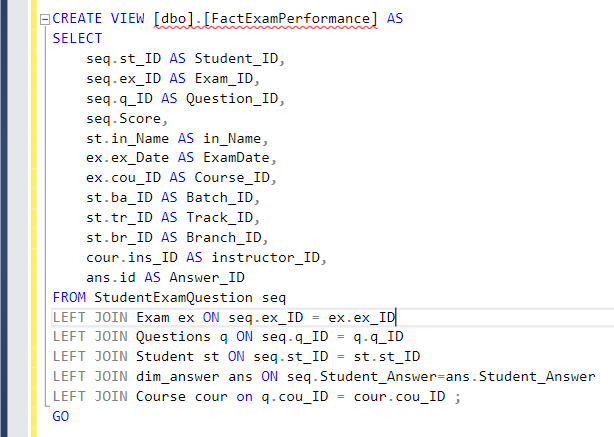 CREATE VIEW [dbo].[FactExamPerformance] AS
SELECT
seq.st_ID AS Student_ID,
seq.ex_ID AS Exam_ID,
seq.q_ID AS Question_ID,
seq.Score,
st.in_Name AS in_Name,
ex.ex_Date AS ExamDate,
ex.cou_ID AS Course_ID,
st.ba_ID AS Batch_ID,
st.tr_ID AS Track_ID,
st.br_ID AS Branch_ID,
cour.ins_ID AS instructor_ID,
ans.id AS Answer_ID
FROM StudentExamQuestion seq
LEFT JOIN Exam ex ON seq.ex_ID = ex.ex_ID
LEFT JOIN Questions q ON seq.q_ID = q.q_ID
LEFT JOIN Student st ON seq.st_ID = st.st_ID
LEFT JOIN dim_answer ans ON seq.Student_Answer=ans.Student_Answer
LEFT JOIN Course cour on q.cou_ID = cour.cou_ID ;
GO